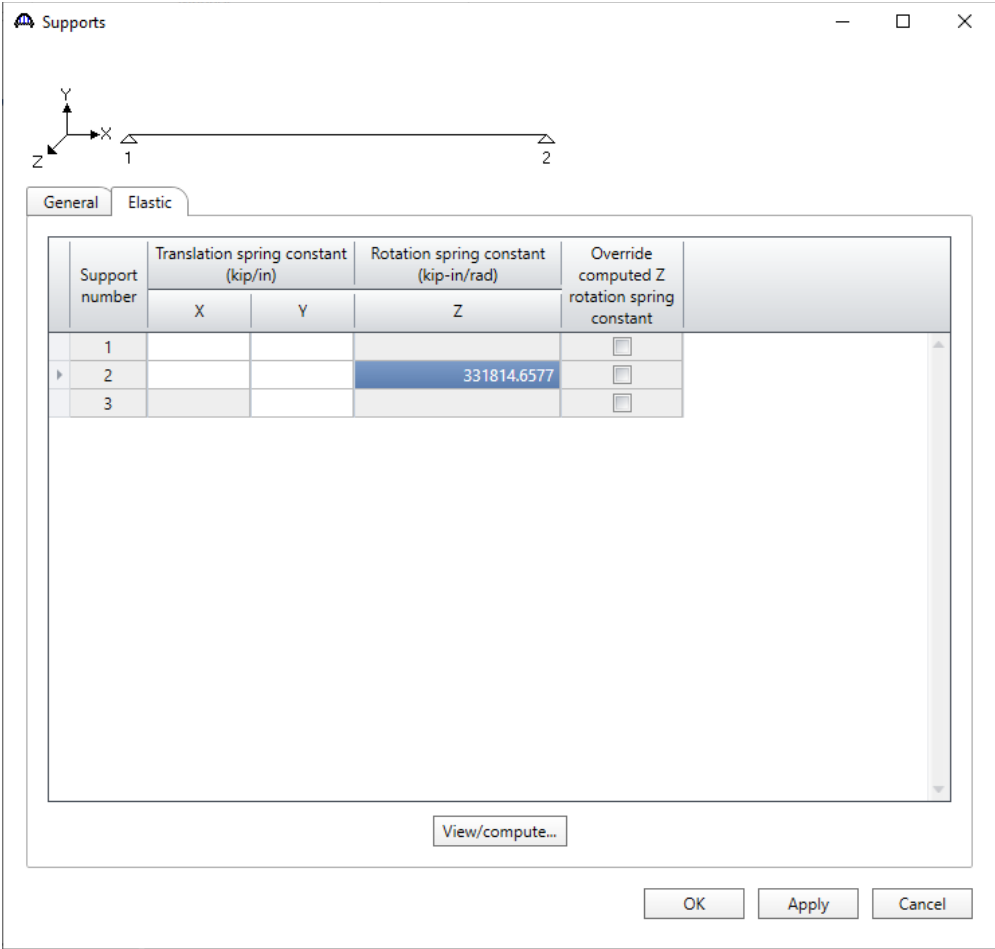 Supports
Y
X
Z
1
2
General Elastic
Support number
Translation spring constant (kip/in)
Rotation spring constant (kip-in/rad)
Override computed Z rotation spring constant
X Y Z
1
2 331814.6577
3
View/compute...
OK Apply Cancel